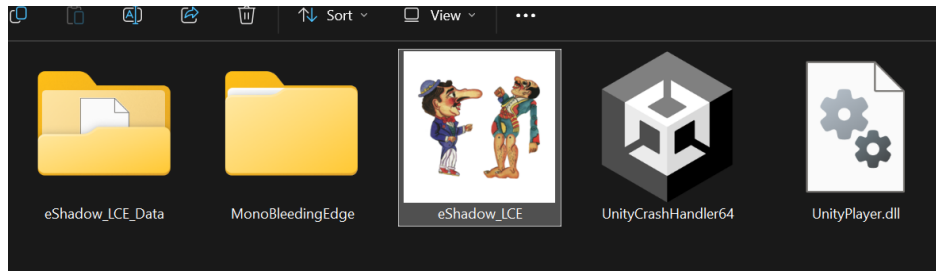 Sort
View
eShadow_LCE_Data
MonoBleedingEdge
eShadow_LCE
UnityCrashHandler64
UnityPlayer.dll